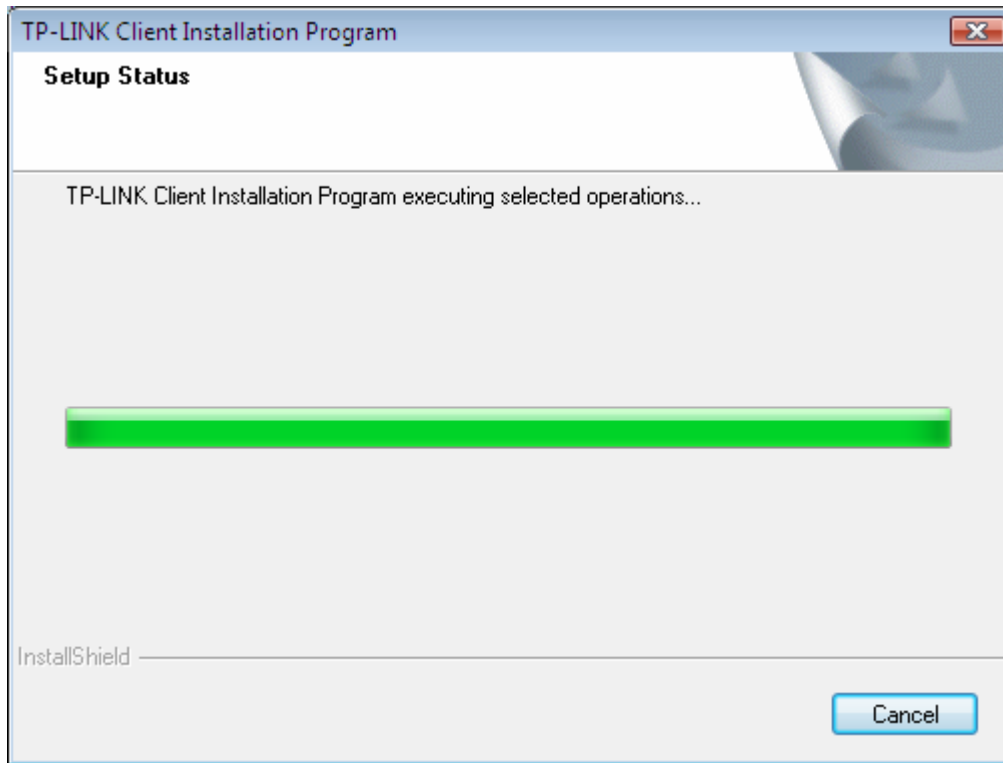 TP-LINK Client Installation Program
Setup Status
TP-LINK Client Installation Program executing selected operations...
InstallShield
Cancel